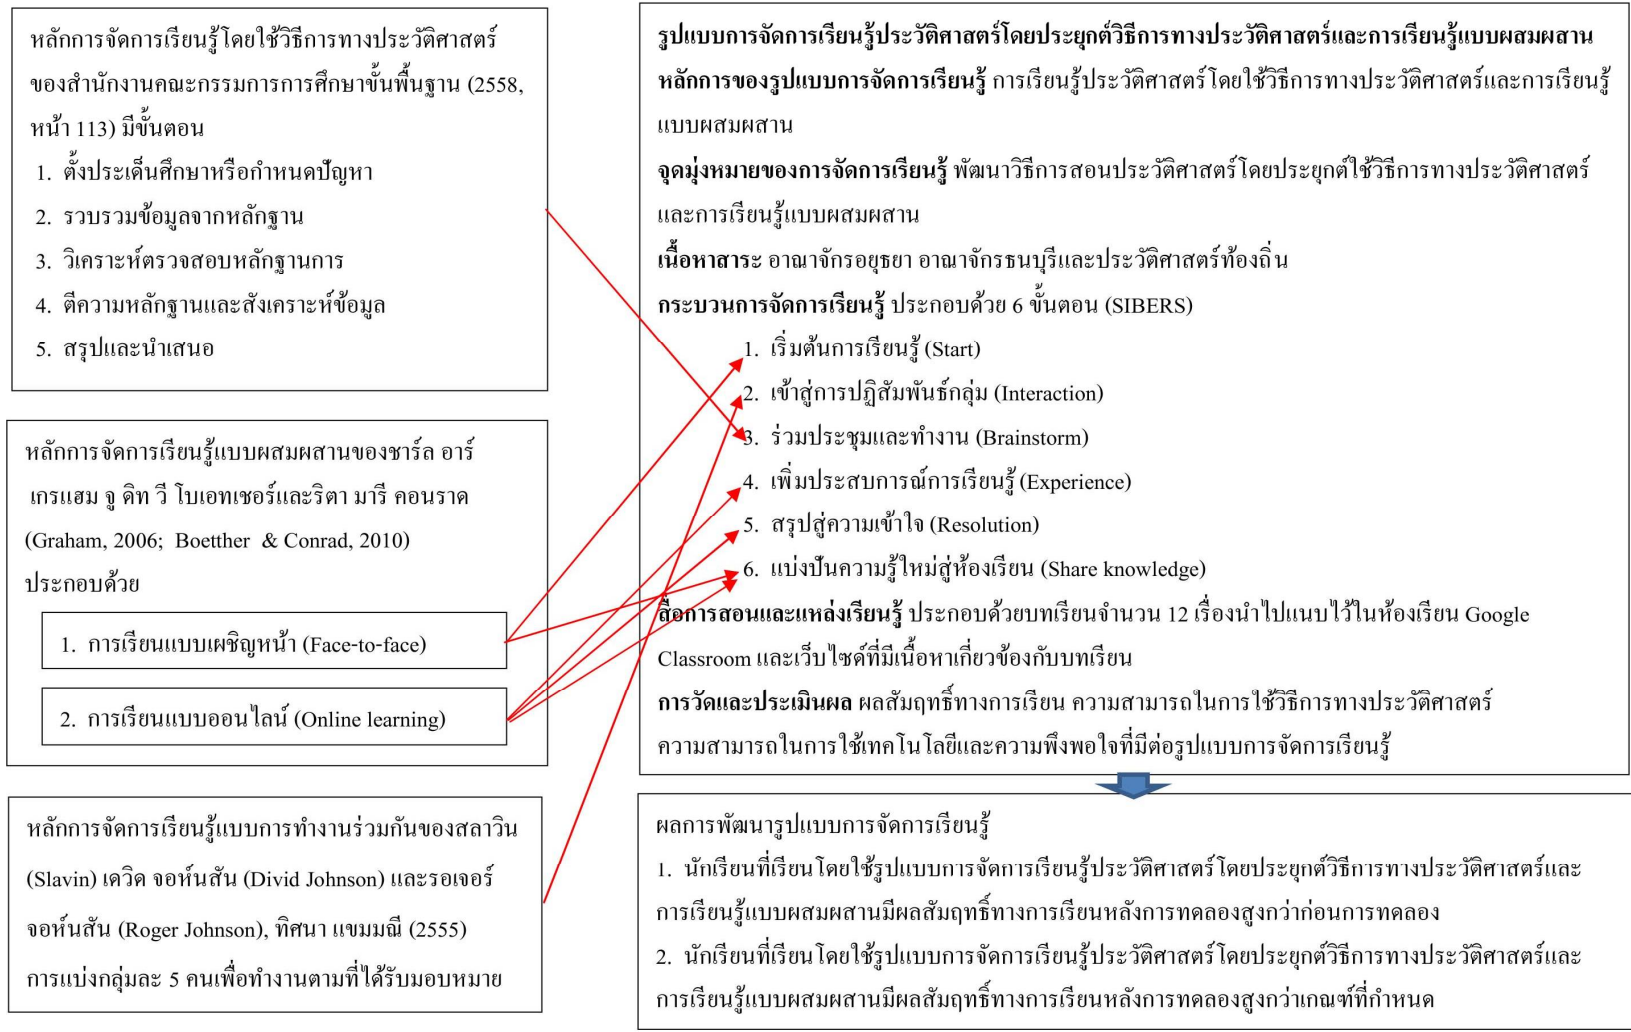 หลักการจัดการเรียนรู้โดยใช้วิธีการทางประวัติศาสตร์
ของสำนักงานคณะกรรมการการศึกษาขั้นพื้นฐาน (2558,
หน้า 113) มีขั้นตอน
1. ตั้งประเด็นศึกษาหรือกำหนดปัญหา
2. รวบรวมข้อมูลจากหลักฐาน
3. วิเคราะห์ตรวจสอบหลักฐานการ
4. ตีความหลักฐานและสังเคราะห์ข้อมูล
5. สรุปและนำเสนอ
หลักการจัดการเรียนรู้แบบผสมผสานของชาร์ล อาร์
เกรแฮม จู ดิท วี โบเอทเชอร์และริตา มารี คอนราด
(Graham, 2006; Boetther & Conrad, 2010)
ประกอบด้วย
1. การเรียนแบบเผชิญหน้า (Face-to-face)
2. การเรียนแบบออนไลน์ (Online learning)
หลักการจัดการเรียนรู้แบบการทำงานร่วมกันของสลาวิน
(Slavin) เดวิด จอห์นสัน (Divid Johnson) และรอเจอร์
จอห์นสัน (Roger Johnson), ทิศนา แขมมณี (2555)
การแบ่งกลุ่มละ 5 คนเพื่อทำงานตามที่ได้รับมอบหมาย
รูปแบบการจัดการเรียนรู้ประวัติศาสตร์โดยประยุกต์วิธีการทางประวัติศาสตร์และการเรียนรู้แบบผสมผสาน
หลักการของรูปแบบการจัดการเรียนรู้ การเรียนรู้ประวัติศาสตร์โดยใช้วิธีการทางประวัติศาสตร์และการเรียนรู้
แบบผสมผสาน
จุดมุ่งหมายของการจัดการเรียนรู้ พัฒนาวิธีการสอนประวัติศาสตร์โดยประยุกต์ใช้วิธีการทางประวัติศาสตร์
และการเรียนรู้แบบผสมผสาน
เนื้อหาสาระ อาณาจักรอยุธยา อาณาจักรธนบุรีและประวัติศาสตร์ท้องถิ่น
กระบวนการจัดการเรียนรู้ ประกอบด้วย 6 ขั้นตอน (SIBERS)
1. เริ่มต้นการเรียนรู้ (Start)
2. เข้าสู่การปฏิสัมพันธ์กลุ่ม (Interaction)
3. ร่วมประชุมและทำงาน (Brainstorm)
4. เพิ่มประสบการณ์การเรียนรู้ (Experience)
5. สรุปสู่ความเข้าใจ (Resolution)
6. แบ่งปันความรู้ใหม่สู่ห้องเรียน (Share knowledge)
สื่อการสอนและแหล่งเรียนรู้ ประกอบด้วยบทเรียนจำนวน 12 เรื่องนำไปแนบไว้ในห้องเรียน Google
Classroom และเว็บไซด์ที่มีเนื้อหาเกี่ยวข้องกับบทเรียน
การวัดและประเมินผล ผลสัมฤทธิ์ทางการเรียน ความสามารถในการใช้วิธีการทางประวัติศาสตร์
ความสามารถในการใช้เทคโนโลยีและความพึงพอใจที่มีต่อรูปแบบการจัดการเรียนรู้
ผลการพัฒนารูปแบบการจัดการเรียนรู้
1. นักเรียนที่เรียนโดยใช้รูปแบบการจัดการเรียนรู้ประวัติศาสตร์โดยประยุกต์วิธีการทางประวัติศาสตร์และ
การเรียนรู้แบบผสมผสานมีผลสัมฤทธิ์ทางการเรียนหลังการทดลองสูงกว่าก่อนการทดลอง
2. นักเรียนที่เรียนโดยใช้รูปแบบการจัดการเรียนรู้ประวัติศาสตร์โดยประยุกต์วิธีการทางประวัติศาสตร์และ
การเรียนรู้แบบผสมผสานมีผลสัมฤทธิ์ทางการเรียนหลังการทดลองสูงกว่าเกณฑ์ที่กำหนด